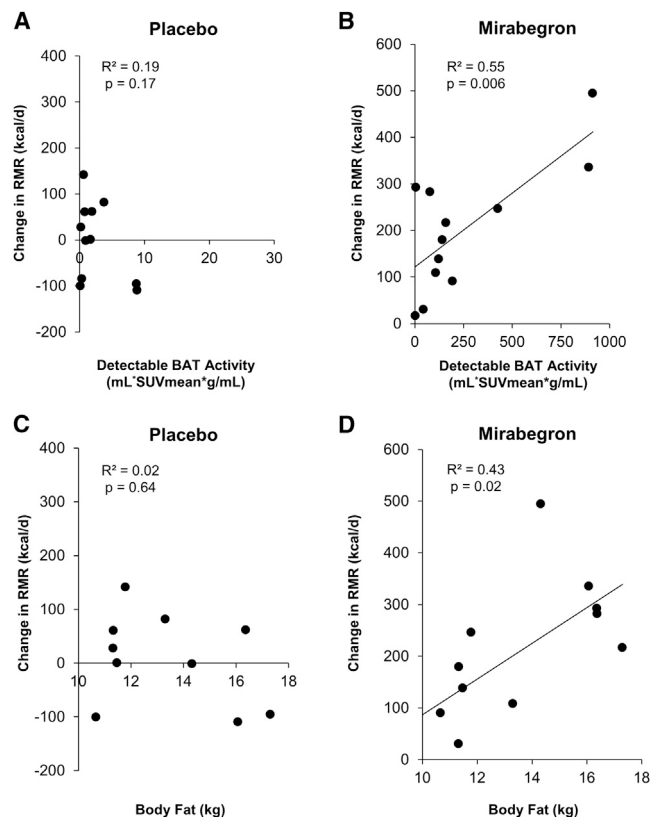 A
Placebo
R² = 0.19
p = 0.17
Change in RMR (kcal/d)
400
300
200
100
0
-100
-200
0
10
20
30
Detectable BAT Activity
(mL*SUVmean*g/mL)
B
Mirabegron
R² = 0.55
p = 0.006
Change in RMR (kcal/d)
600
500
400
300
200
100
0
0
250
500
750
1000
Detectable BAT Activity
(mL*SUVmean*g/mL)
C
Placebo
R² = 0.02
p = 0.64
Change in RMR (kcal/d)
400
300
200
100
0
-100
-200
10
12
14
16
18
Body Fat (kg)
D
Mirabegron
R² = 0.43
p = 0.02
Change in RMR (kcal/d)
600
500
400
300
200
100
0
10
12
14
16
18
Body Fat (kg)